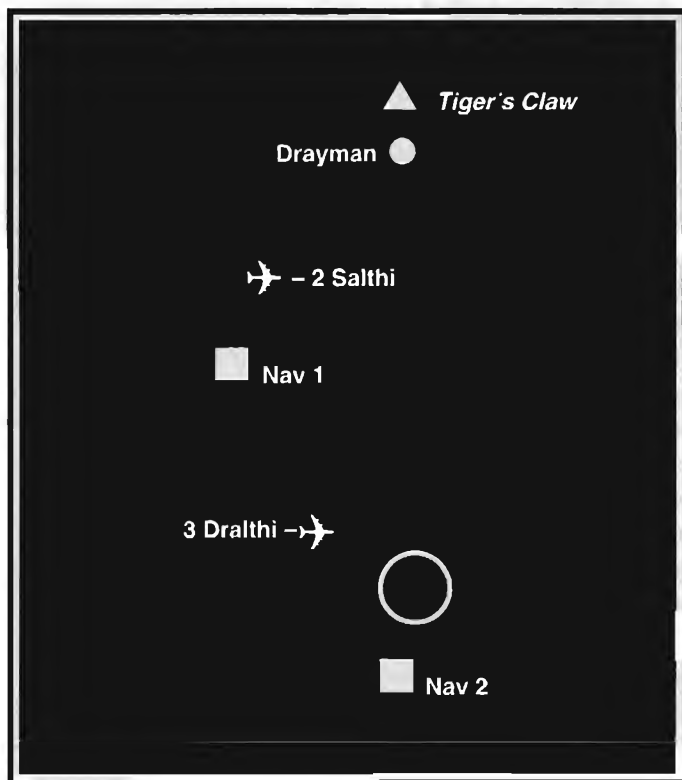 Tiger's Claw
Drayman
– 2 Salthi
Nav 1
3 Dralthi –
Nav 2